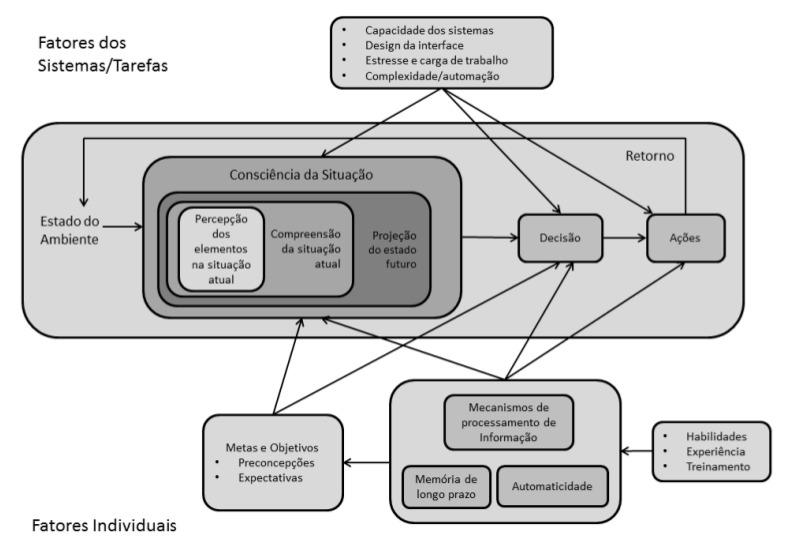 Fatores dos
Sistemas/Tarefas
• Capacidade dos sistemas
• Design da interface
• Estresse e carga de trabalho
• Complexidade/automação
Retorno
Consciência da Situação
Estado do
Ambiente
Percepção
dos
elementos
na situação
atual
Compreensão
da situação
atual
Projeção
do estado
futuro
Decisão
Ações
Mecanismos de
processamento de
Informação
Memória de
longo prazo
Automaticidade
Metas e Objetivos
• Preconcepções
• Expectativas
• Habilidades
• Experiência
• Treinamento
Fatores Individuais